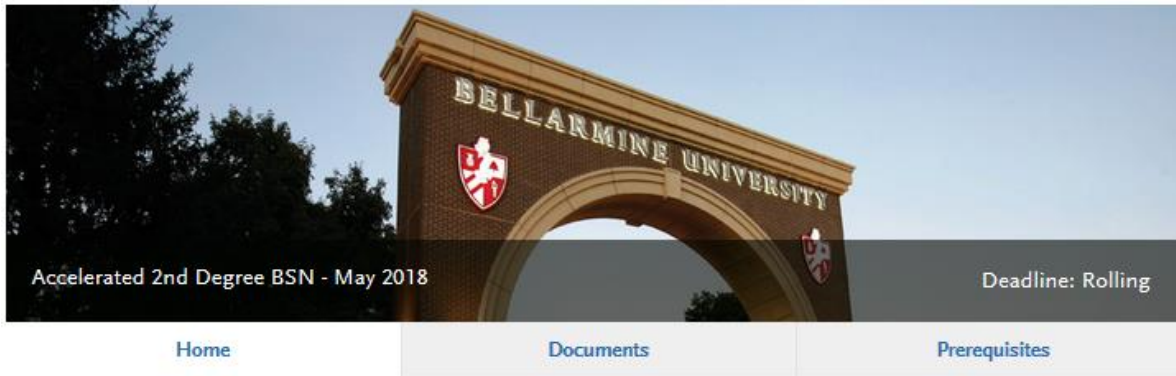 BELLARMINE UNIVERSITY
Accelerated 2nd Degree BSN - May 2018
Deadline: Rolling
Home
Documents
Prerequisites